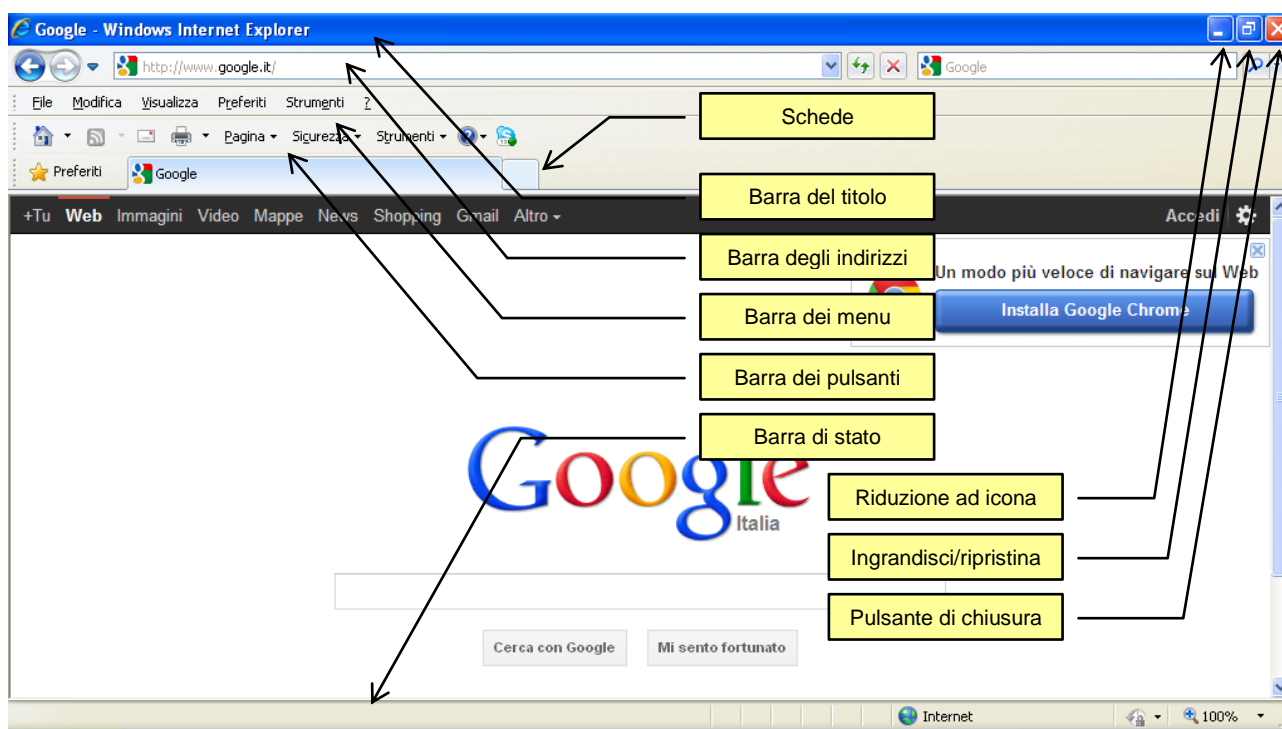 Google - Windows Internet Explorer
http://www.google.it/
Google
File Modifica Visualizza Preferiti Strumenti ?
Schede
Pagina Sicurezza Strumenti
Preferiti
Google
Barra del titolo
+Tu Web Immagini Video Mappe News Shopping Gmail Altro
Accedi
Barra degli indirizzi
Un modo più veloce di navigare sul Web
Installa Google Chrome
Barra dei menu
Barra dei pulsanti
Barra di stato
Google
Italia
Riduzione ad icona
Ingrandisci/ripristina
Pulsante di chiusura
Cerca con Google
Mi sento fortunato
Internet
100%